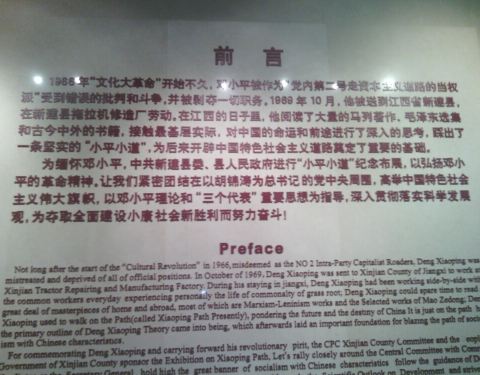 前 言
1966年“文化大革命”开始不久，邓小平被作为“党内第二号走资本主义道路的当权
派”受到错误的批判和斗争，并被剥夺一切职务。1969 年 10 月，他被送到江西省新建县，
在新建县拖拉机修造厂劳动。在江西的日子里，他阅读了大量的马列著作，毛泽东选集
和古今中外的书籍，接触最基层实际，对中国的命运和前途进行了深入的思考，踩出了
一条坚实的“小平小道”，为后来开辟中国特色社会主义道路奠定了重要的基础。
为缅怀邓小平，中共新建县委、县人民政府进行“小平小道”纪念布展，以弘扬邓小
平的革命精神。让我们紧密团结在以胡锦涛为总书记的党中央周围，高举中国特色社会
主义伟大旗帜，以邓小平理论和“三个代表”重要思想为指导，深入贯彻落实科学发展
观，为夺取全面建设小康社会新胜利而努力奋斗！
Preface
Not long after the start of the "Cultural Revolution" in 1966, misdeemed as the NO 2 Intra-Party Capitalist Roaders, Deng Xiaoping was
mistreated and deprived of all of official positions. In October of 1969, Deng Xiaoping was sent to Xinjian County of Jiangxi to work at
Xinjian Tractor Repairing and Manufacturing Factory. During his staying in jiangxi, Deng Xiaoping had been working side-by-side with
the common workers everyday experiencing personally the life of commonalty of grass root. Deng Xiaoping could spare time to read
great deal of masterpieces of home and abroad, most of which are Marxism-Leninism works and the Selected works of Mao Zedong; Deng
Xiaoping used to walk on the Path(called Xiaoping Path Presently), pondering the future and the destiny of China It is just on the path
the primary outline of Deng Xiaoping Theory came into being, which afterwards laid an important foundation for blazing the path of
ism with Chinese characteristics.
For commemorating Deng Xiaoping and carrying forward his revolutionary pirit, the CPC Xinjian County Committee and the
Government of Xinjian County sponsor the Exhibition on Xiaoping Path, Let's rally closely around the Central Committee with
Secretary General hold high the great banner of socialism with Chinese characteristics follow the guidance of
Scientific Outlook on Development and